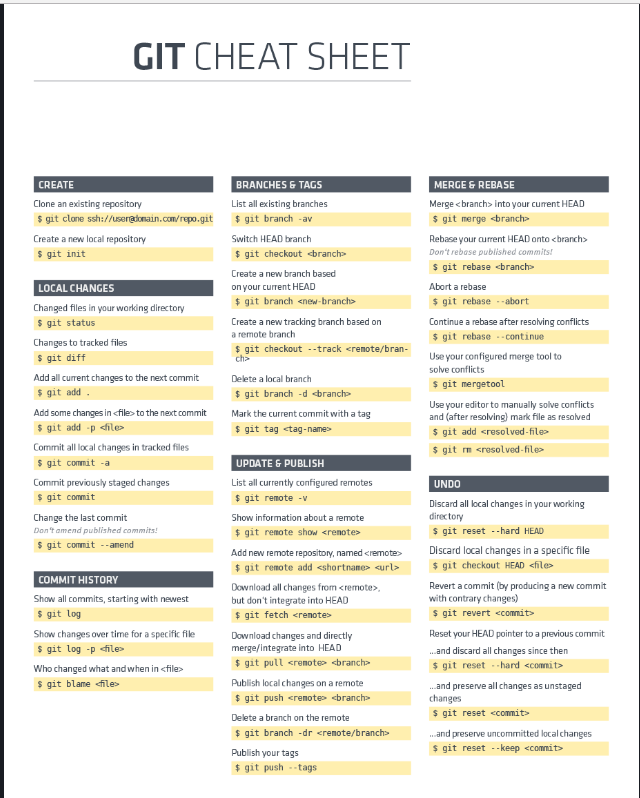 GIT CHEAT SHEET
CREATE
Clone an existing repository
$ git clone ssh://user@domain.com/repo.git
Create a new local repository
$ git init
LOCAL CHANGES
Changed files in your working directory
$ git status
Changes to tracked files
$ git diff
Add all current changes to the next commit
$ git add .
Add some changes in <file> to the next commit
$ git add -p <file>
Commit all local changes in tracked files
$ git commit -a
Commit previously staged changes
$ git commit
Change the last commit
Don't amend published commits!
$ git commit --amend
COMMIT HISTORY
Show all commits, starting with newest
$ git log
Show changes over time for a specific file
$ git log -p <file>
Who changed what and when in <file>
$ git blame <file>
BRANCHES & TAGS
List all existing branches
$ git branch -av
Switch HEAD branch
$ git checkout <branch>
Create a new branch based
on your current HEAD
$ git branch <new-branch>
Create a new tracking branch based on
a remote branch
$ git checkout --track <remote/bran-
ch>
Delete a local branch
$ git branch -d <branch>
Mark the current commit with a tag
$ git tag <tag-name>
UPDATE & PUBLISH
List all currently configured remotes
$ git remote -v
Show information about a remote
$ git remote show <remote>
Add new remote repository, named <remote>
$ git remote add <shortname> <url>
Download all changes from <remote>,
but don't integrate into HEAD
$ git fetch <remote>
Download changes and directly
merge/integrate into HEAD
$ git pull <remote> <branch>
Publish local changes on a remote
$ git push <remote> <branch>
Delete a branch on the remote
$ git branch -dr <remote/branch>
Publish your tags
$ git push --tags
MERGE & REBASE
Merge <branch> into your current HEAD
$ git merge <branch>
Rebase your current HEAD onto <branch>
Don't rebase published commits!
$ git rebase <branch>
Abort a rebase
$ git rebase --abort
Continue a rebase after resolving conflicts
$ git rebase --continue
Use your configured merge tool to
solve conflicts
$ git mergetool
Use your editor to manually solve conflicts
and (after resolving) mark file as resolved
$ git add <resolved-file>
$ git rm <resolved-file>
UNDO
Discard all local changes in your working
directory
$ git reset --hard HEAD
Discard local changes in a specific file
$ git checkout HEAD <file>
Revert a commit (by producing a new commit
with contrary changes)
$ git revert <commit>
Reset your HEAD pointer to a previous commit
...and discard all changes since then
$ git reset --hard <commit>
...and preserve all changes as unstaged
changes
$ git reset <commit>
...and preserve uncommitted local changes
$ git reset --keep <commit>